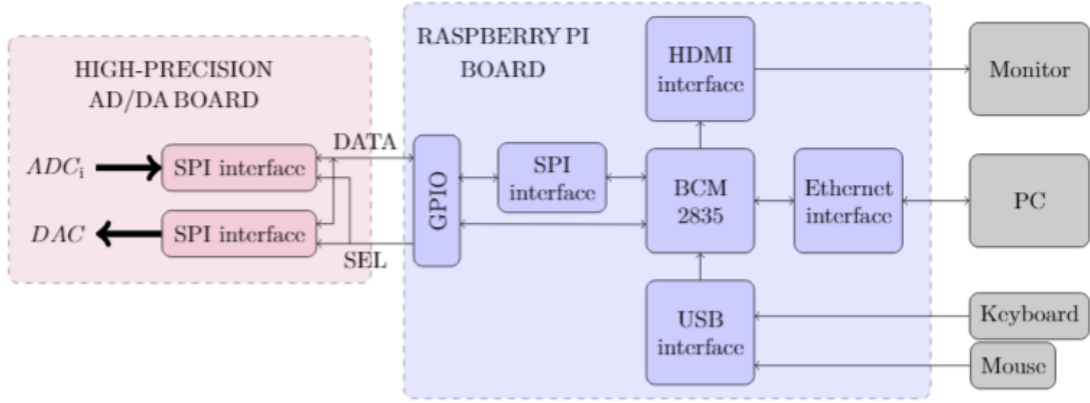 HIGH-PRECISION
AD/DA BOARD
ADCi
SPI interface
DAC
SPI interface
DATA
SEL
RASPBERRY PI
BOARD
GPIO
SPI
interface
HDMI
interface
BCM
2835
Ethernet
interface
USB
interface
Monitor
PC
Keyboard
Mouse